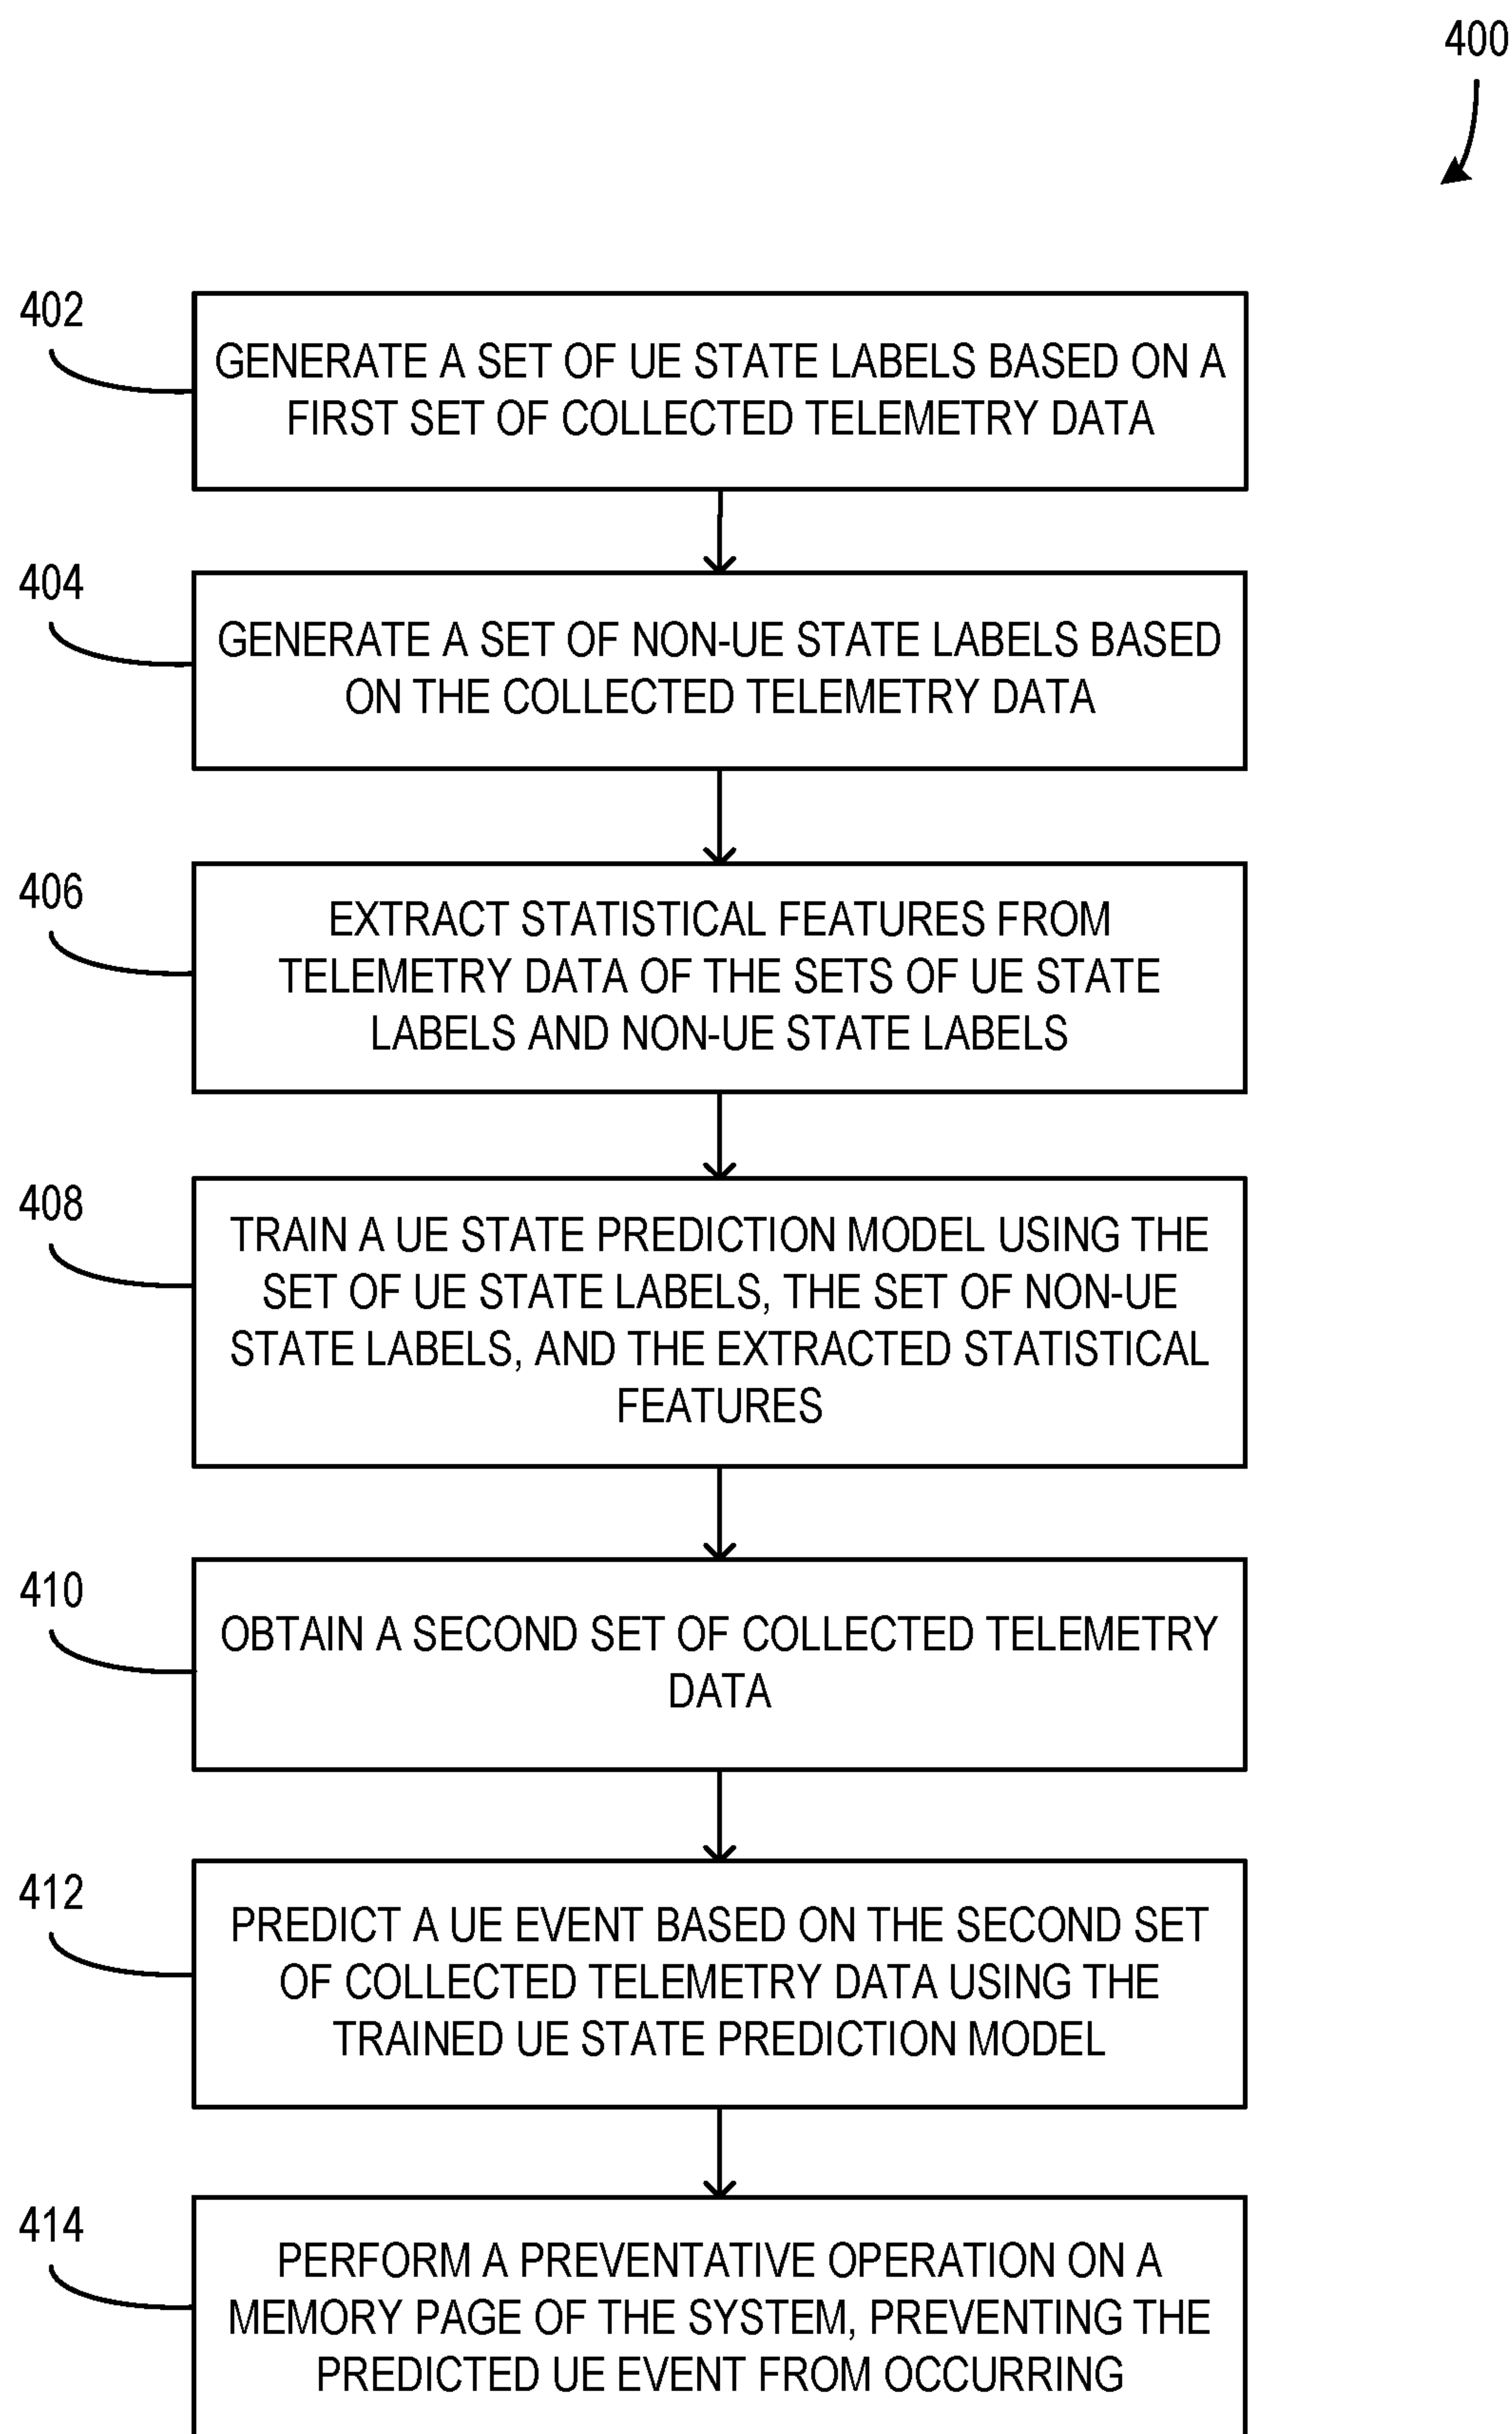 400
402
GENERATE A SET OF UE STATE LABELS BASED ON A
FIRST SET OF COLLECTED TELEMETRY DATA
404
GENERATE A SET OF NON-UE STATE LABELS BASED
ON THE COLLECTED TELEMETRY DATA
406
EXTRACT STATISTICAL FEATURES FROM
TELEMETRY DATA OF THE SETS OF UE STATE
LABELS AND NON-UE STATE LABELS
408
TRAIN A UE STATE PREDICTION MODEL USING THE
SET OF UE STATE LABELS, THE SET OF NON-UE
STATE LABELS, AND THE EXTRACTED STATISTICAL
FEATURES
410
OBTAIN A SECOND SET OF COLLECTED TELEMETRY
DATA
412
PREDICT A UE EVENT BASED ON THE SECOND SET
OF COLLECTED TELEMETRY DATA USING THE
TRAINED UE STATE PREDICTION MODEL
414
PERFORM A PREVENTATIVE OPERATION ON A
MEMORY PAGE OF THE SYSTEM, PREVENTING THE
PREDICTED UE EVENT FROM OCCURRING